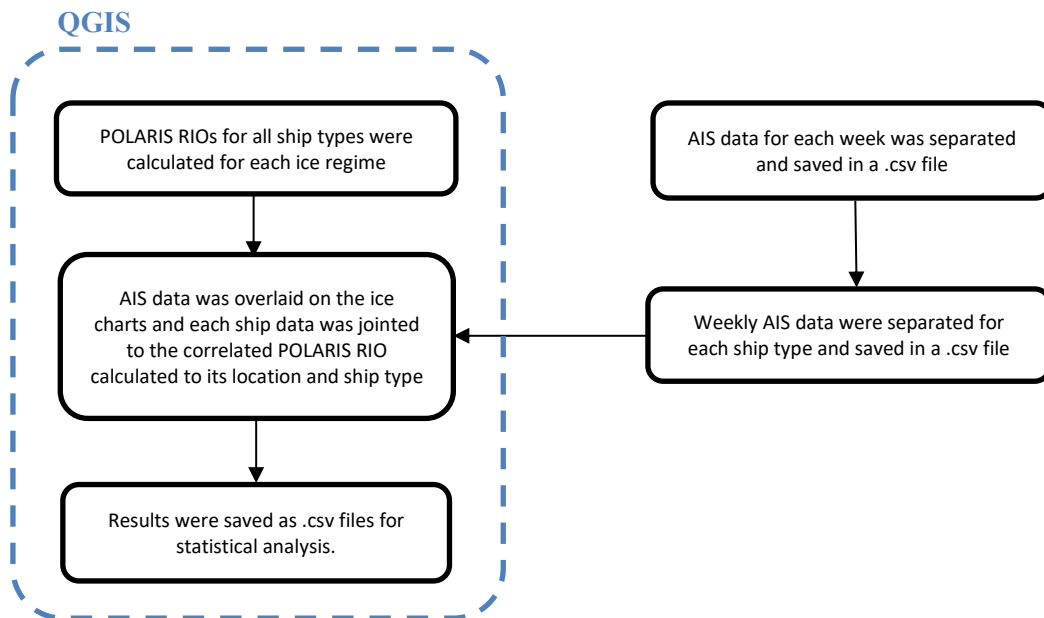 QGIS
POLARIS RIOs for all ship types were
calculated for each ice regime
AIS data was overlaid on the ice
charts and each ship data was jointed
to the correlated POLARIS RIO
calculated to its location and ship type
Results were saved as .csv files for
statistical analysis.
AIS data for each week was separated
and saved in a .csv file
Weekly AIS data were separated for
each ship type and saved in a .csv file